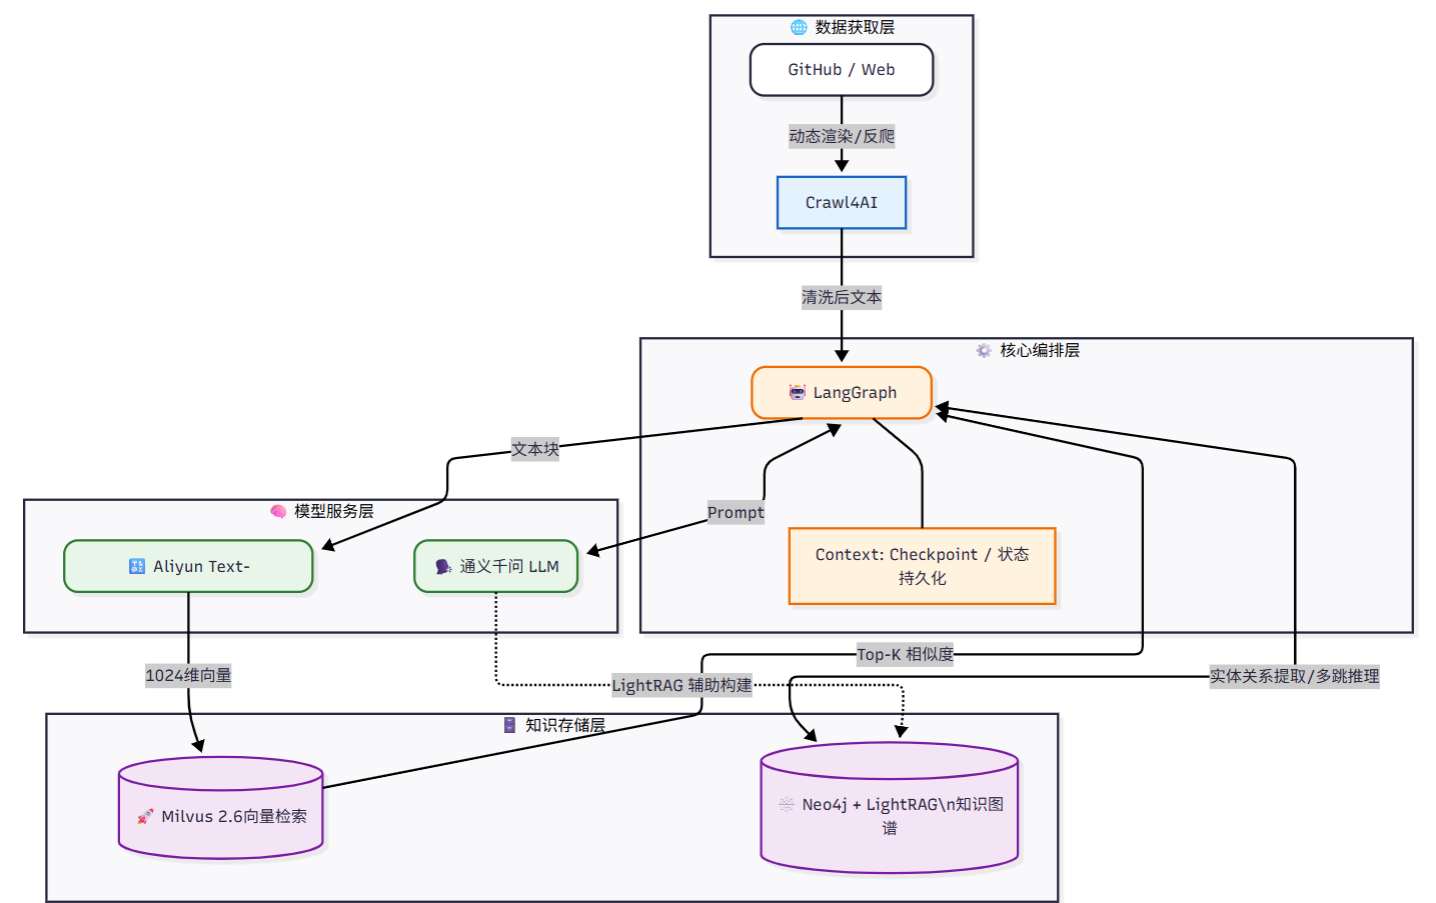 数据获取层
GitHub / Web
动态渲染/反爬
Crawl4AI
清洗后文本
核心编排层
LangGraph
文本块
Prompt
模型服务层
Aliyun Text-
通义千问 LLM
Context: Checkpoint / 状态
持久化
Top-K 相似度
1024维向量
LightRAG 辅助构建
实体关系提取/多跳推理
知识存储层
Milvus 2.6向量检索
Neo4j + LightRAG\n知识图
谱